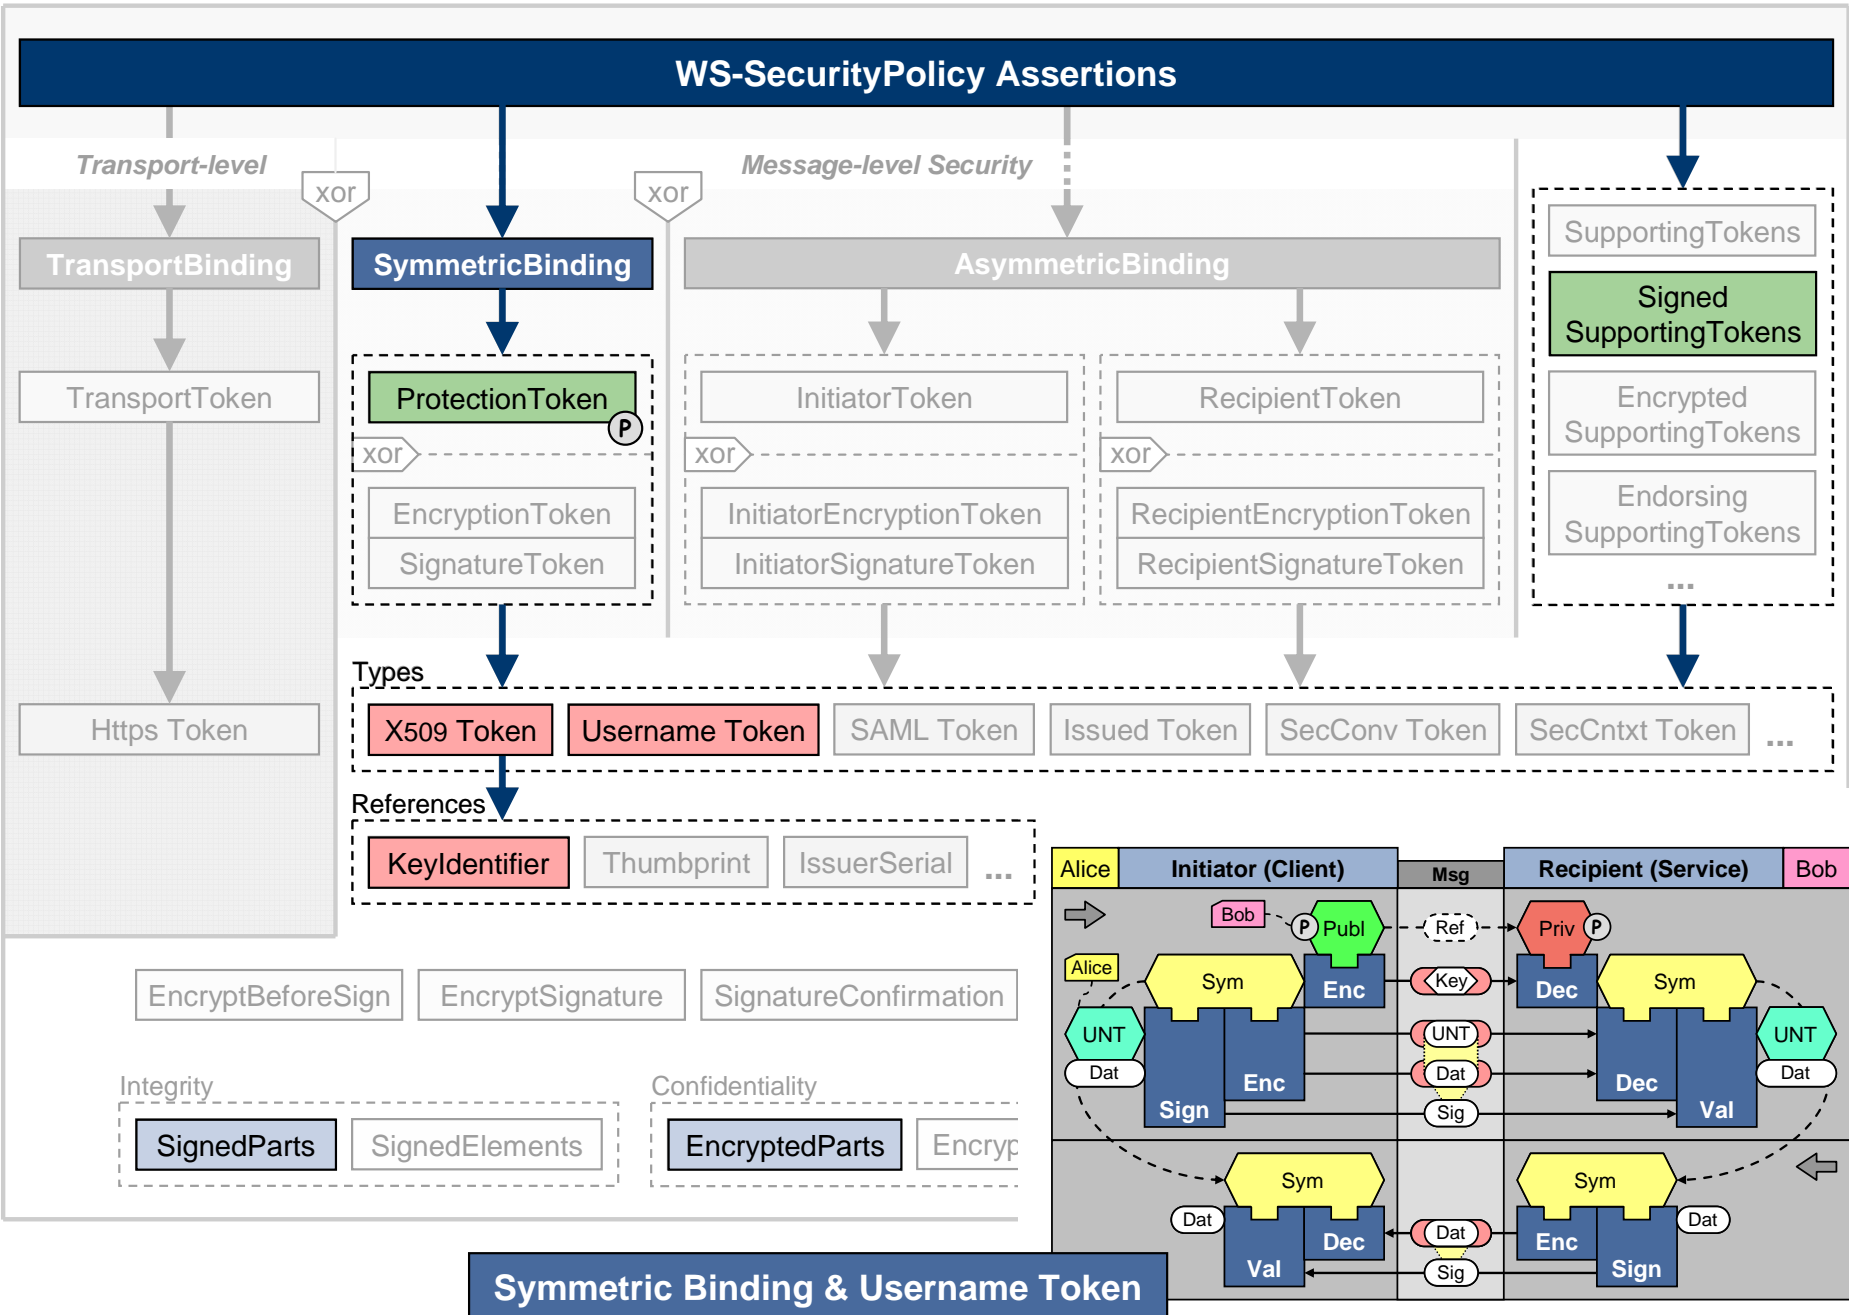 WS-SecurityPolicy Assertions
Transport-level
Message-level Security
xor
xor
TransportBinding
SymmetricBinding
AsymmetricBinding
SupportingTokens
Signed
SupportingTokens
TransportToken
ProtectionToken
P
InitiatorToken
RecipientToken
Encrypted
SupportingTokens
xor
xor
xor
EncryptionToken
SignatureToken
InitiatorEncryptionToken
InitiatorSignatureToken
RecipientEncryptionToken
RecipientSignatureToken
Endorsing
SupportingTokens
...
Types
Https Token
X509 Token
Username Token
SAML Token
Issued Token
SecConv Token
SecCntxt Token
...
References
KeyIdentifier
Thumbprint
IssuerSerial
...
Alice
Initiator (Client)
Msg
Recipient (Service)
Bob
Bob
P
Publ
Ref
Priv
P
Alice
Sym
Enc
Key
Dec
Sym
UNT
UNT
UNT
Dat
Enc
Dat
Dec
Dat
Sign
Sig
Val
Sym
Sym
Dat
Dec
Dat
Enc
Dat
Val
Sig
Sign
EncryptBeforeSign
EncryptSignature
SignatureConfirmation
Integrity
Confidentiality
SignedParts
SignedElements
EncryptedParts
Encryp
Symmetric Binding & Username Token